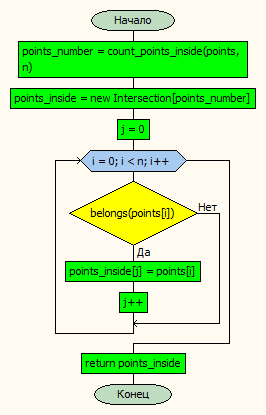 Начало
points_number = count_points_inside(points,
n)
points_inside = new Intersection[points_number]
j = 0
i = 0; i < n; i++
belongs(points[i])
Нет
Да
points_inside[j] = points[i]
j++
return points_inside
Конец